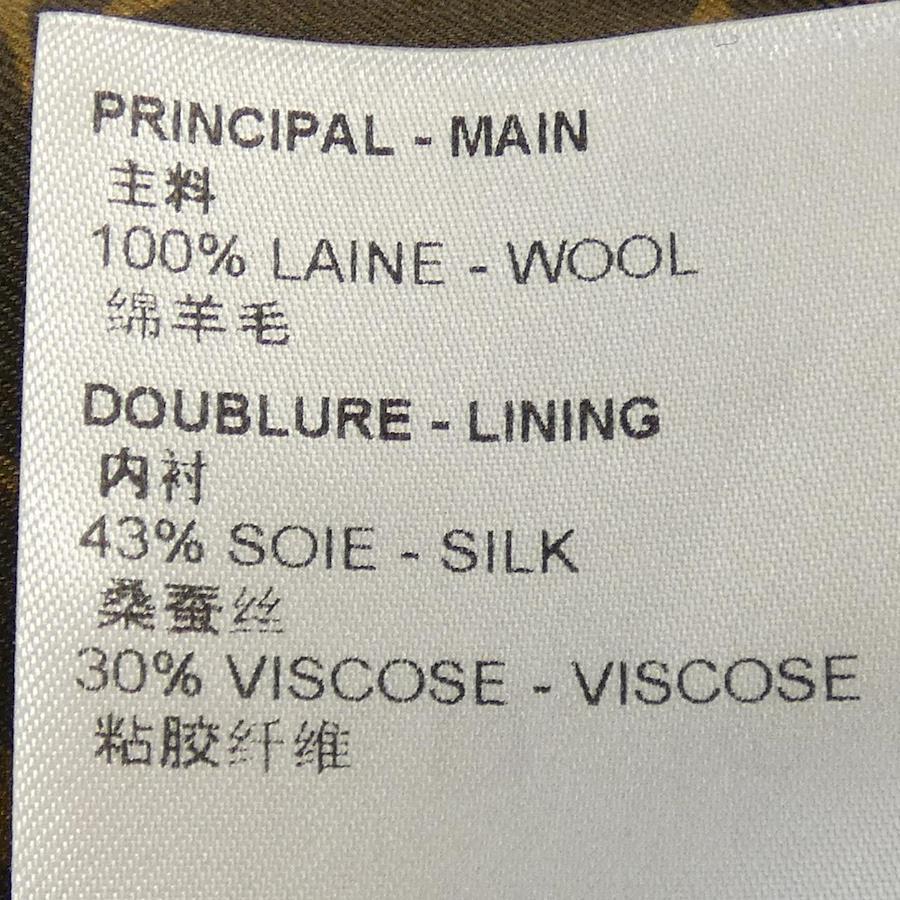 PRINCIPAL - MAIN
主料
100% LAINE - WOOL
绵羊毛
DOUBLURE - LINING
内衬
43% SOIE - SILK
桑蚕丝
30% VISCOSE - VISCOSE
粘胶纤维